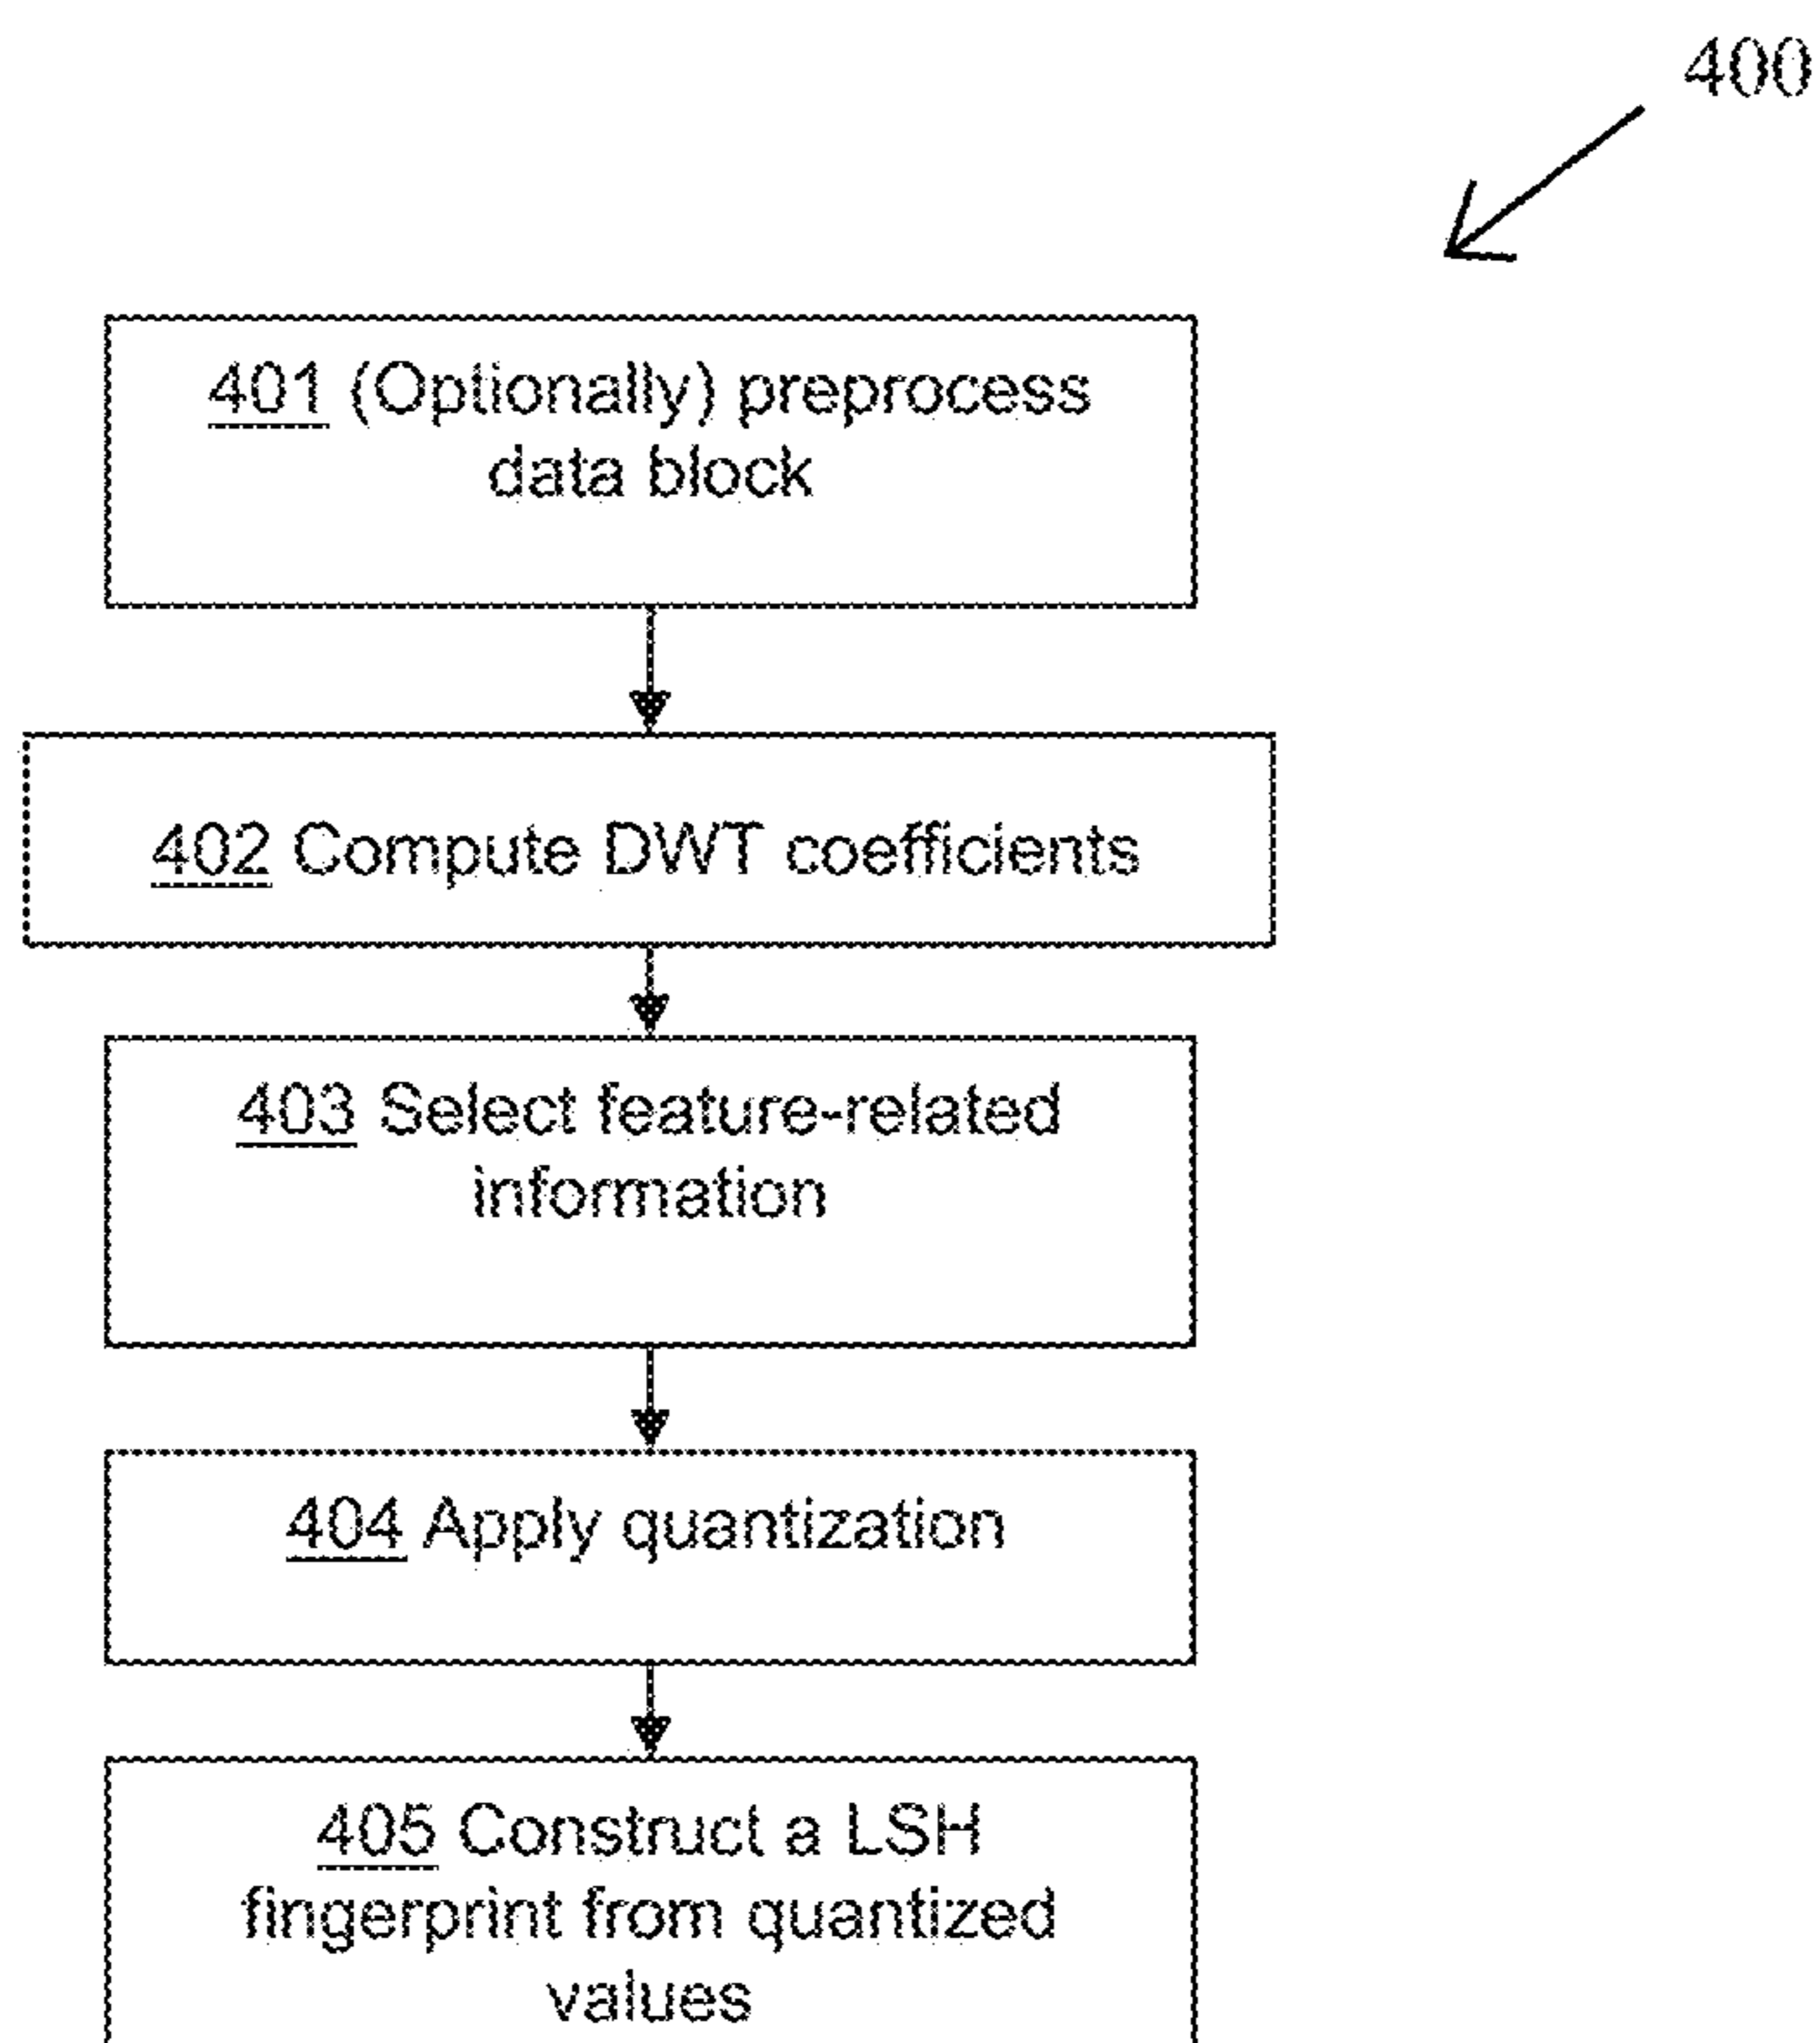 400
401 (Optionally) preprocess
data block
402 Compute DWT coefficients
403 Select feature-related
information
404 Apply quantization
405 Construct a LSH
fingerprint from quantized
values